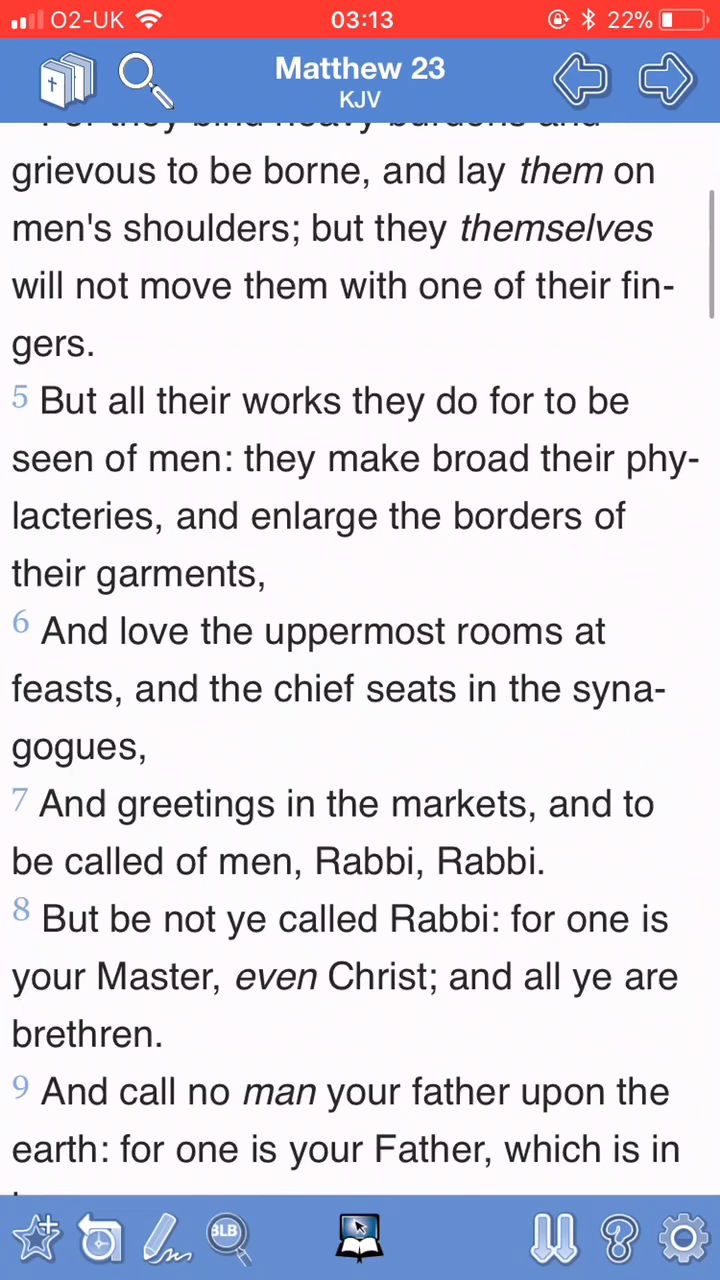 O2-UK 03:13 22%
Matthew 23
KJV
For they bind heavy burdens and
grievous to be borne, and lay them on
men's shoulders; but they themselves
will not move them with one of their fin-
gers.
5 But all their works they do for to be
seen of men: they make broad their phy-
lacteries, and enlarge the borders of
their garments,
6 And love the uppermost rooms at
feasts, and the chief seats in the syna-
gogues,
7 And greetings in the markets, and to
be called of men, Rabbi, Rabbi.
8 But be not ye called Rabbi: for one is
your Master, even Christ; and all ye are
brethren.
9 And call no man your father upon the
earth: for one is your Father, which is in
BLB